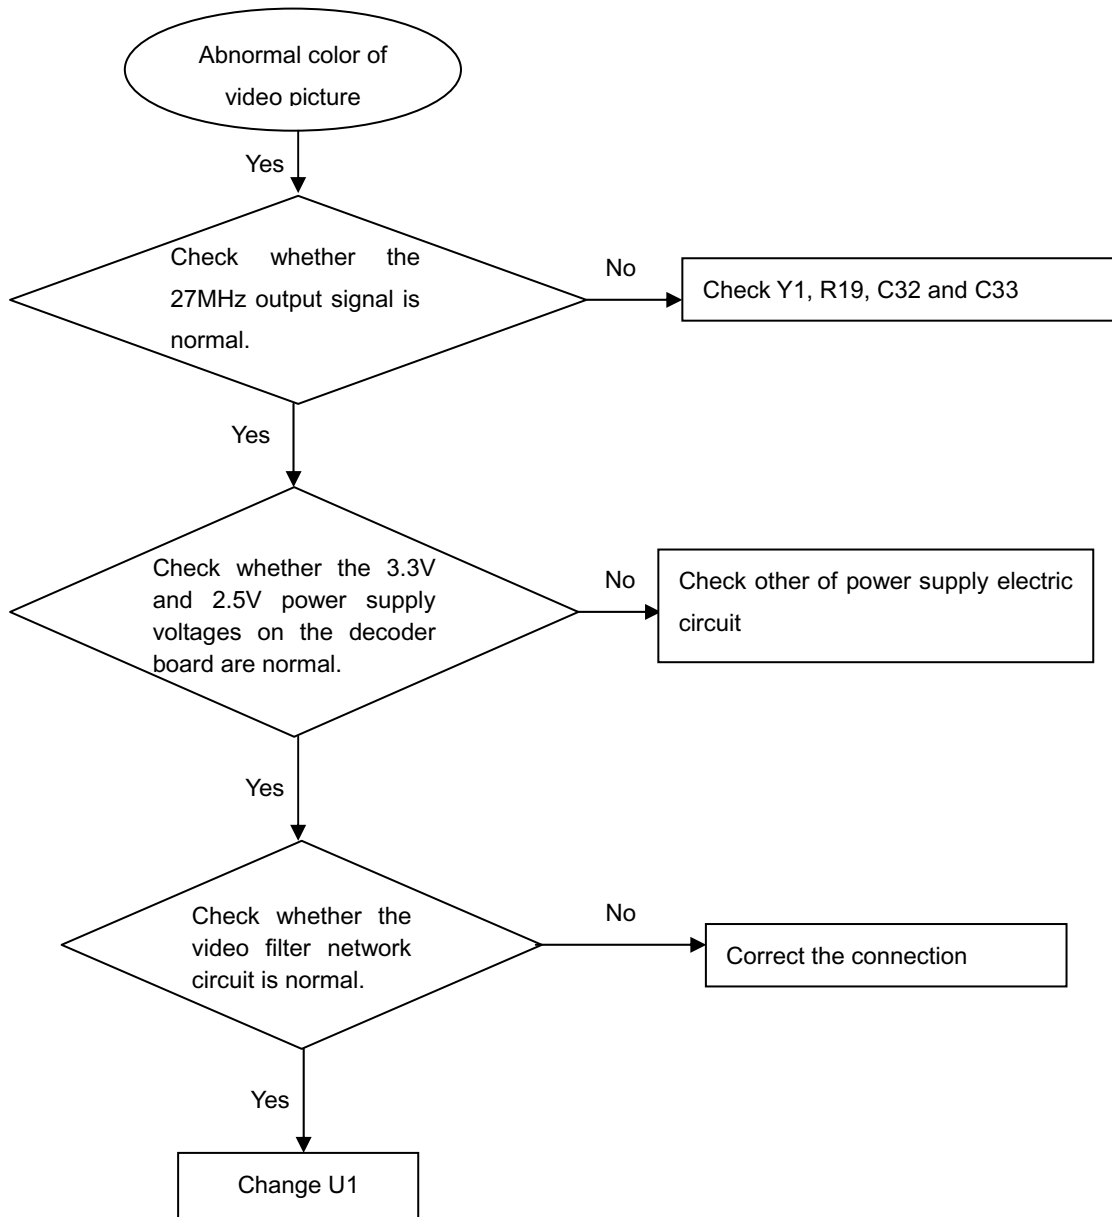 Abnormal color of
video picture
Yes
Check whether the
27MHz output signal is
normal.
No
Check Y1, R19, C32 and C33
Yes
Check whether the 3.3V
and 2.5V power supply
voltages on the decoder
board are normal.
No
Check other of power supply electric
circuit
Yes
Check whether the
video filter network
circuit is normal.
No
Correct the connection
Yes
Change U1